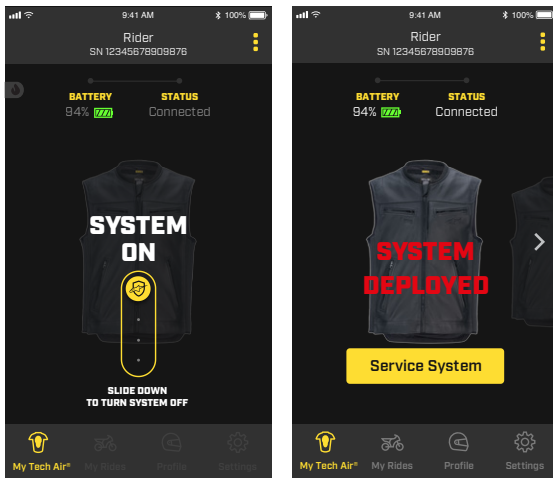 9:41 AM
100%
Rider
SN 12345678909876
BATTERY
STATUS
94%
Connected
SYSTEM
ON
SLIDE DOWN
TO TURN SYSTEM OFF
My Tech Air®
My Rides
Profile
Settings
9:41 AM
100%
Rider
SN 12345678909876
BATTERY
STATUS
94%
Connected
SYSTEM
DEPLOYED
Service System
My Tech Air®
My Rides
Profile
Settings